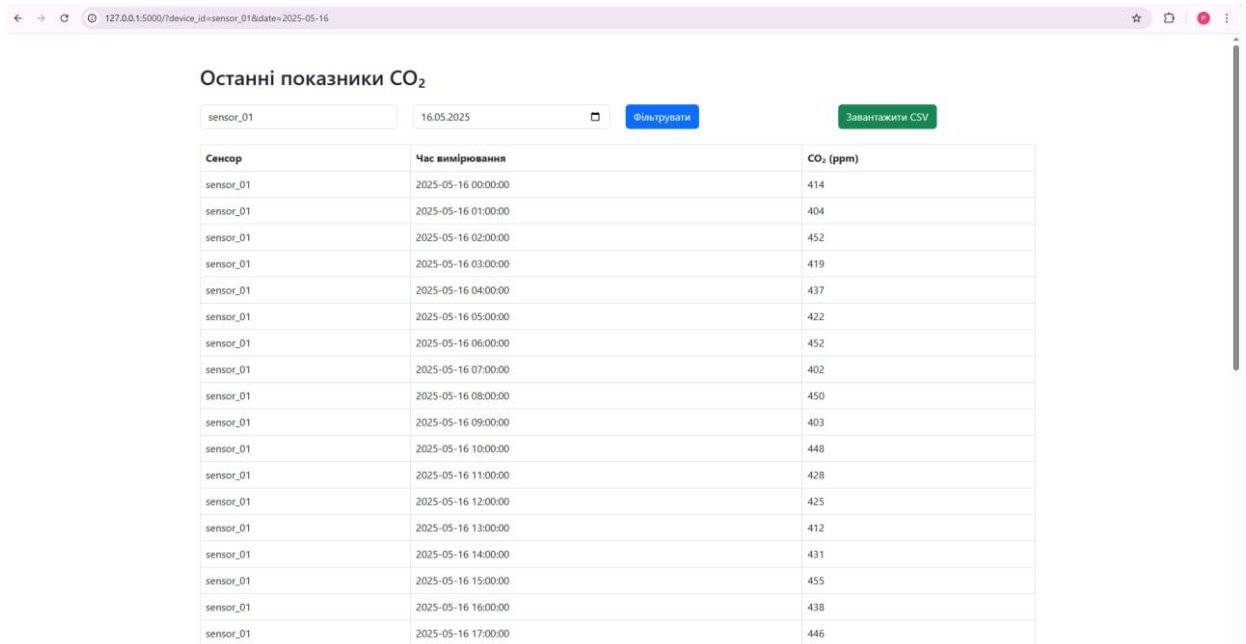 127.0.0.1:5000/?device_id=sensor_01&date=2025-05-16
P
Останні показники CO₂
sensor_01 16.05.2025 Фільтрувати Завантажити CSV
Сенсор Час вимірювання CO₂ (ppm)
sensor_01 2025-05-16 00:00:00 414
sensor_01 2025-05-16 01:00:00 404
sensor_01 2025-05-16 02:00:00 452
sensor_01 2025-05-16 03:00:00 419
sensor_01 2025-05-16 04:00:00 437
sensor_01 2025-05-16 05:00:00 422
sensor_01 2025-05-16 06:00:00 452
sensor_01 2025-05-16 07:00:00 402
sensor_01 2025-05-16 08:00:00 450
sensor_01 2025-05-16 09:00:00 403
sensor_01 2025-05-16 10:00:00 448
sensor_01 2025-05-16 11:00:00 428
sensor_01 2025-05-16 12:00:00 425
sensor_01 2025-05-16 13:00:00 412
sensor_01 2025-05-16 14:00:00 431
sensor_01 2025-05-16 15:00:00 455
sensor_01 2025-05-16 16:00:00 438
sensor_01 2025-05-16 17:00:00 446